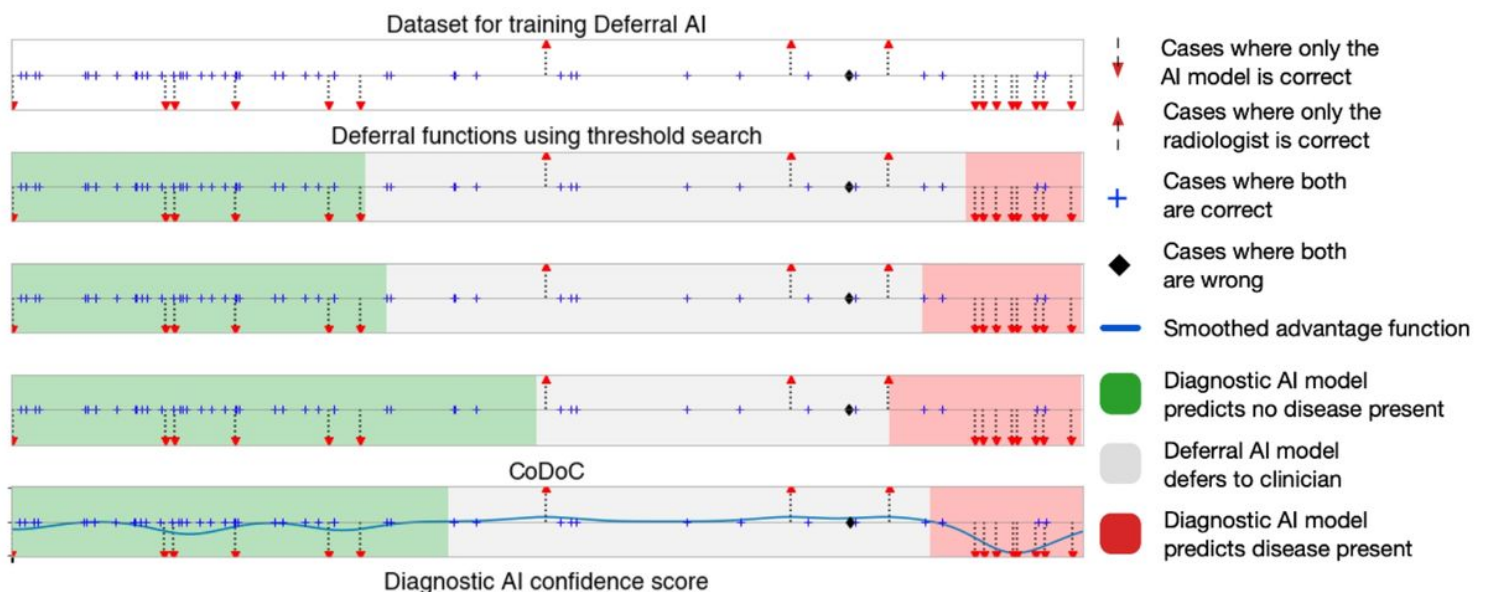 Dataset for training Deferral AI
Deferral functions using threshold search
CoDoC
Diagnostic AI confidence score
Cases where only the
AI model is correct
Cases where only the
radiologist is correct
Cases where both
are correct
Cases where both
are wrong
Smoothed advantage function
Diagnostic AI model
predicts no disease present
Deferral AI model
defers to clinician
Diagnostic AI model
predicts disease present